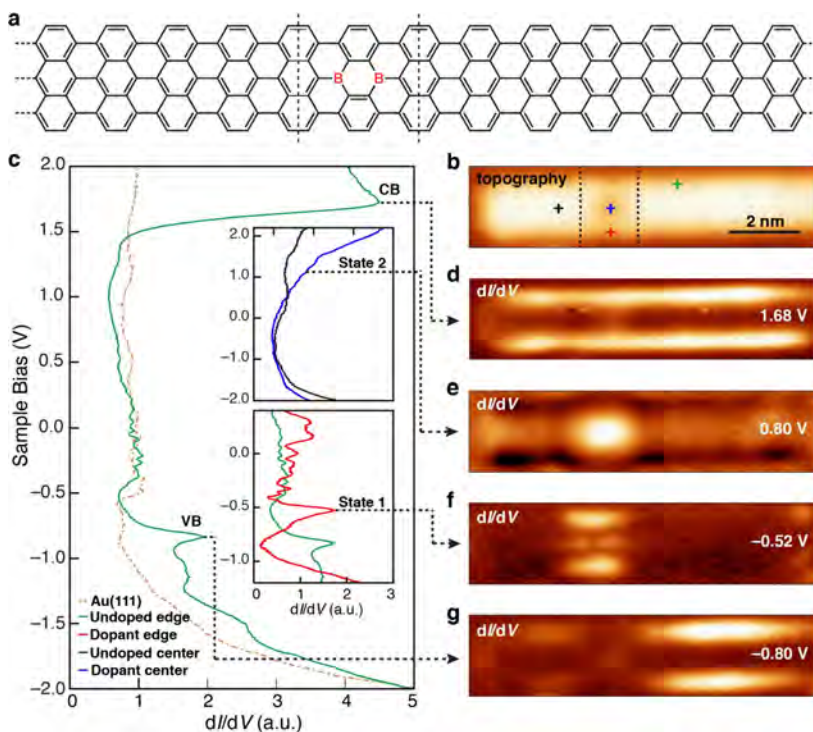 a
B B
b
topography
2 nm
c
2.0
1.5
1.0
0.5
0.0
−0.5
−1.0
−1.5
−2.0
Sample Bias (V)
0 1 2 3 4 5
dI/dV (a.u.)
CB
VB
Au(111)
Undoped edge
Dopant edge
Undoped center
Dopant center
2.0
1.0
0.0
−1.0
−2.0
State 2
0.0
−0.5
−1.0
State 1
0 1 2 3
dI/dV (a.u.)
d
dI/dV
1.68 V
e
dI/dV
0.80 V
f
dI/dV
−0.52 V
g
dI/dV
−0.80 V